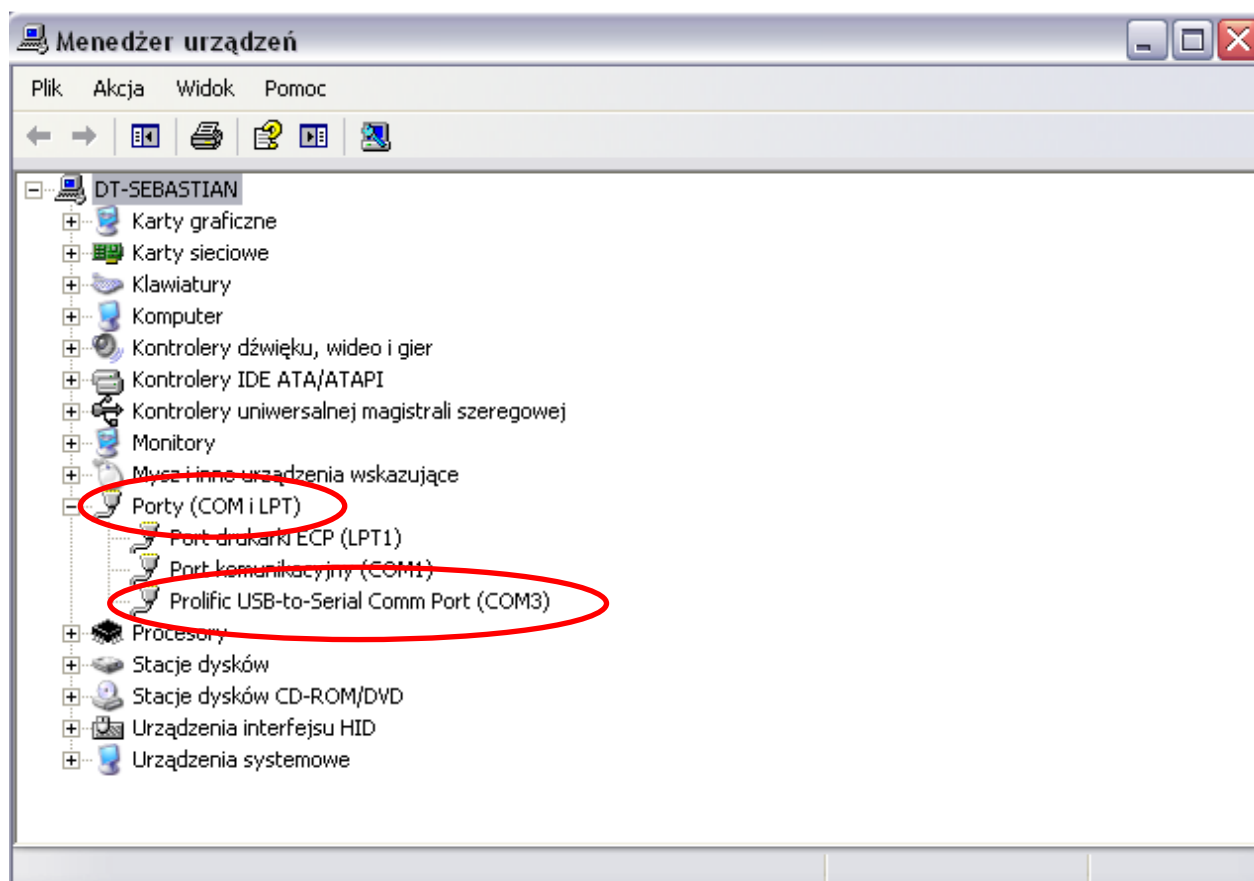 Menedżer urządzeń
Plik Akcja Widok Pomoc
DT-SEBASTIAN
Karty graficzne
Karty sieciowe
Klawiatury
Komputer
Kontrolery dźwięku, wideo i gier
Kontrolery IDE ATA/ATAPI
Kontrolery uniwersalnej magistrali szeregowej
Monitory
Mysz i inne urządzenia wskazujące
Porty (COM i LPT)
Port drukarki ECP (LPT1)
Port komunikacyjny (COM1)
Prolific USB-to-Serial Comm Port (COM3)
Procesory
Stacje dysków
Stacje dysków CD-ROM/DVD
Urządzenia interfejsu HID
Urządzenia systemowe